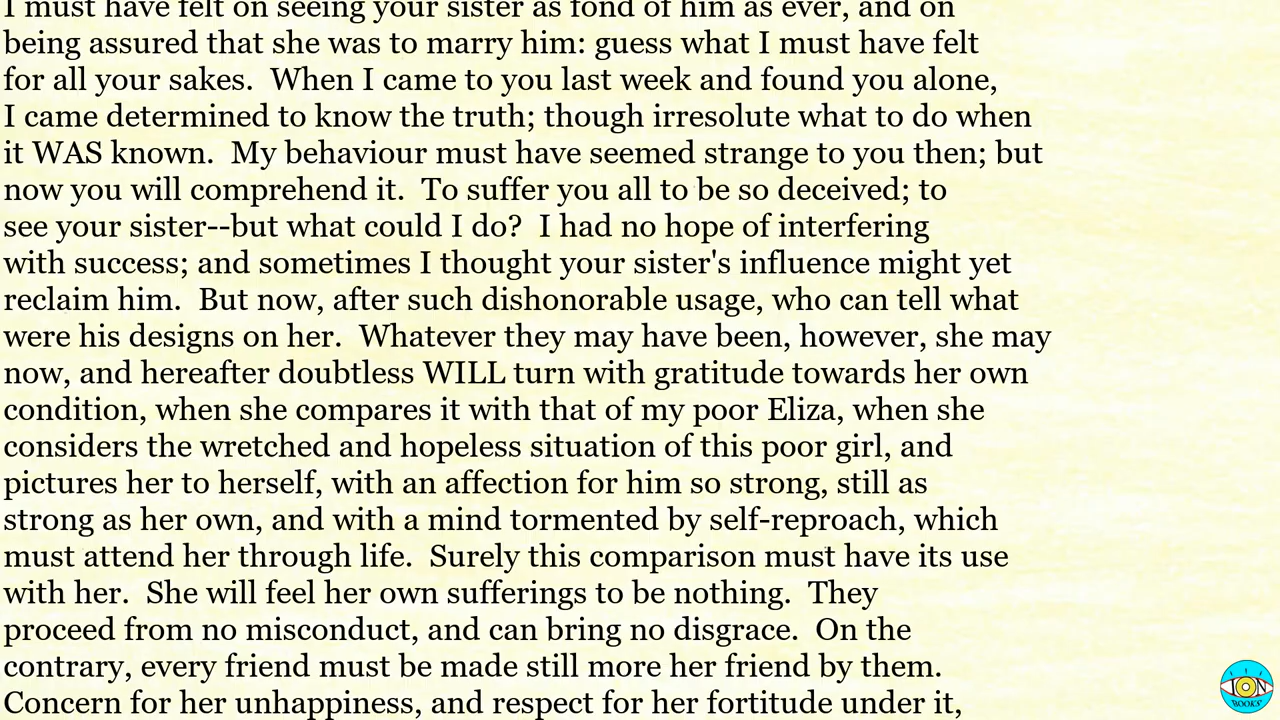 I must have felt on seeing your sister as fond of him as ever, and on
being assured that she was to marry him: guess what I must have felt
for all your sakes.  When I came to you last week and found you alone,
I came determined to know the truth; though irresolute what to do when
it WAS known.  My behaviour must have seemed strange to you then; but
now you will comprehend it.  To suffer you all to be so deceived; to
see your sister--but what could I do?  I had no hope of interfering
with success; and sometimes I thought your sister's influence might yet
reclaim him.  But now, after such dishonorable usage, who can tell what
were his designs on her.  Whatever they may have been, however, she may
now, and hereafter doubtless WILL turn with gratitude towards her own
condition, when she compares it with that of my poor Eliza, when she
considers the wretched and hopeless situation of this poor girl, and
pictures her to herself, with an affection for him so strong, still as
strong as her own, and with a mind tormented by self-reproach, which
must attend her through life.  Surely this comparison must have its use
with her.  She will feel her own sufferings to be nothing.  They
proceed from no misconduct, and can bring no disgrace.  On the
contrary, every friend must be made still more her friend by them.
Concern for her unhappiness, and respect for her fortitude under it,
ION